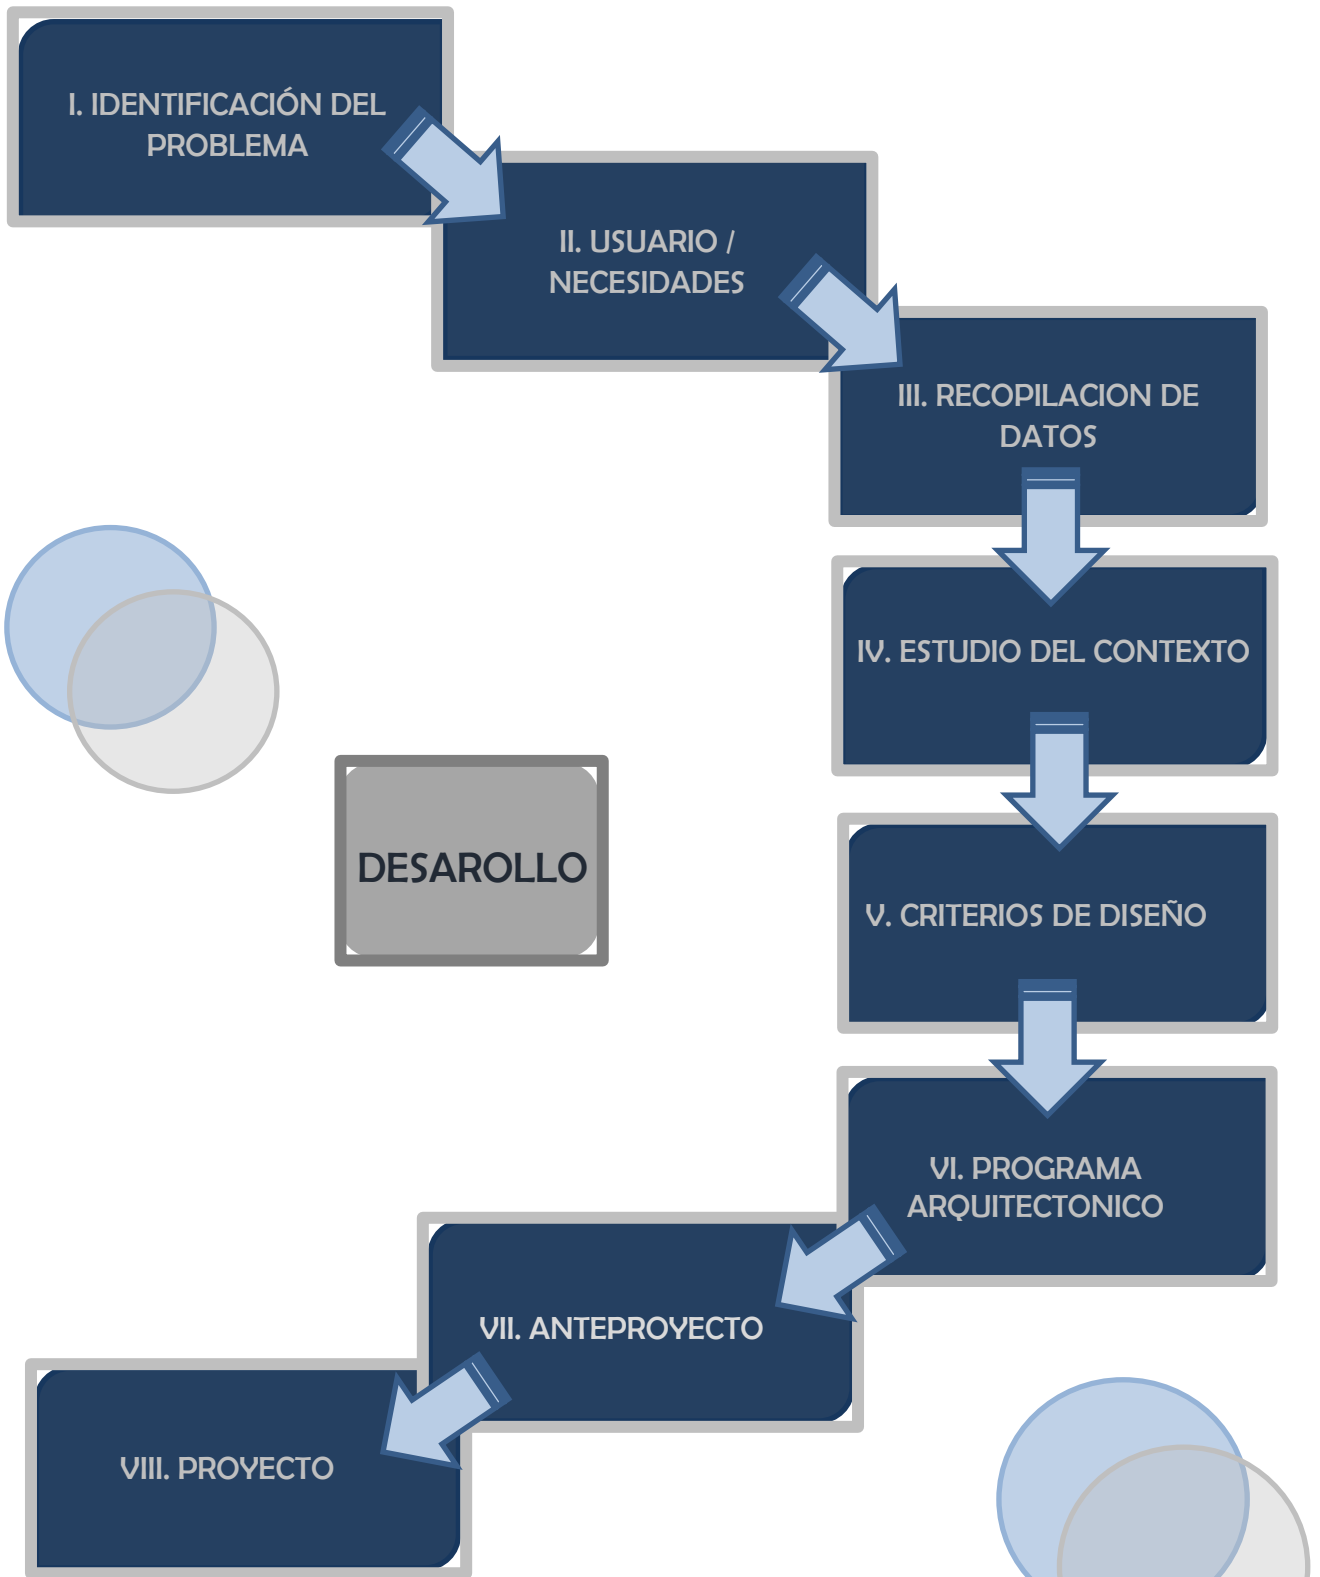 I. IDENTIFICACIÓN DEL
PROBLEMA
II. USUARIO /
NECESIDADES
III. RECOPILACION DE
DATOS
IV. ESTUDIO DEL CONTEXTO
DESAROLLO
V. CRITERIOS DE DISEÑO
VI. PROGRAMA
ARQUITECTONICO
VII. ANTEPROYECTO
VIII. PROYECTO